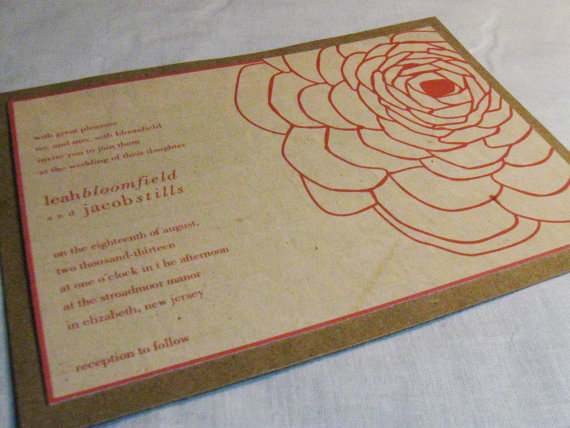 with great pleasure
mr. and mrs. seth bloomfield
invite you to join them
at the wedding of their daughter
leahbloomfield
and jacobstills
on the eighteenth of august,
two thousand-thirteen
at one o'clock in t he afternoon
at the stroadmoor manor
in elizabeth, new jersey
reception to follow